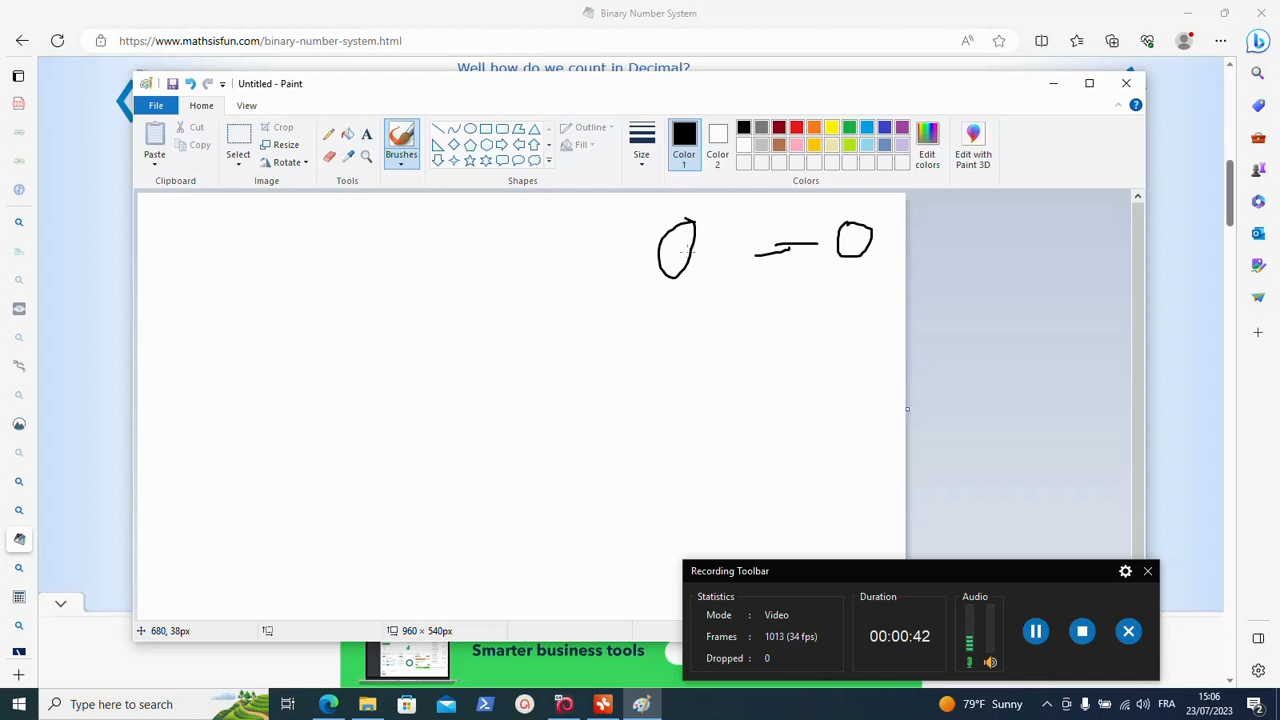 Binary Number System
https://www.mathsisfun.com/binary-number-system.html
Well how do we count in Decimal?
Untitled - Paint
File Home View
Paste Cut Copy Clipboard
Select Crop Resize Rotate Image
A Tools
Brushes
Outline Fill Shapes
Size
Color 1 Color 2 Edit colors Colors
Edit with Paint 3D
0 = 0
Recording Toolbar
Statistics Duration Audio
Mode : Video
Frames : 1013 (34 fps)
00:00:42
Dropped : 0
680, 38px 960 × 540px
Smarter business tools
Type here to search
79°F Sunny FRA 15:06 23/07/2023 2